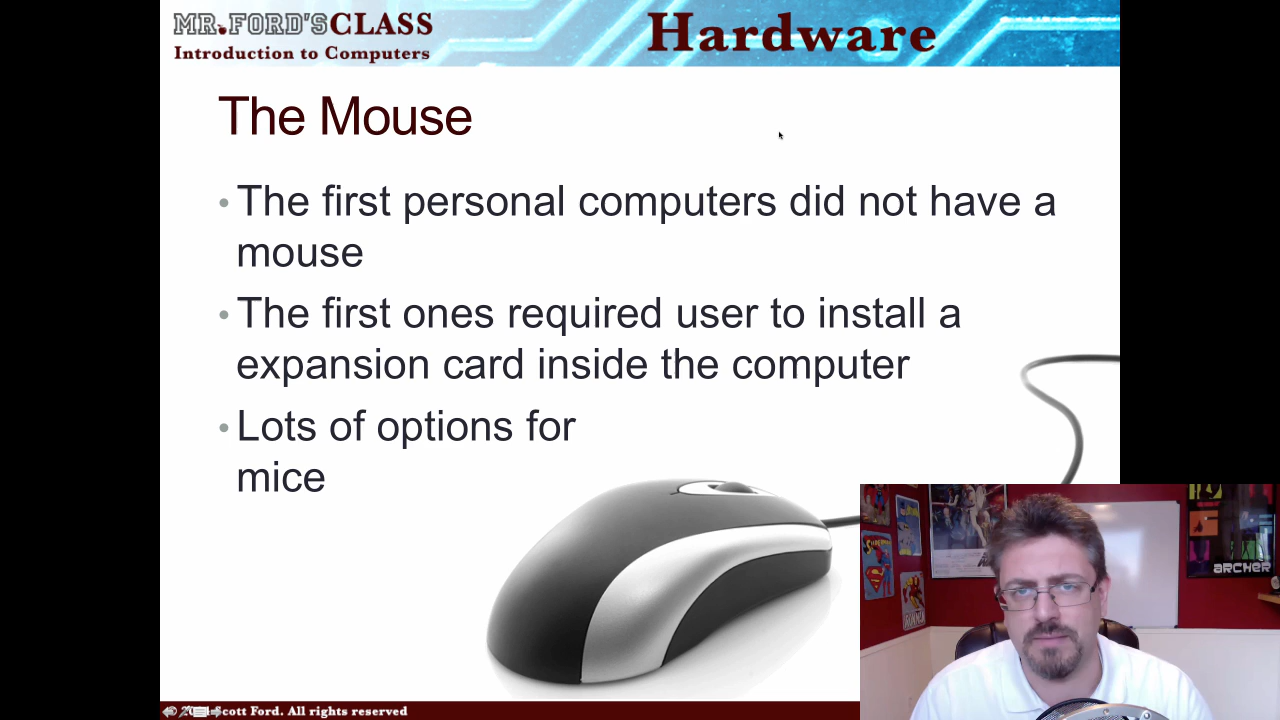 MR.FORD'S CLASS
Introduction to Computers
Hardware
The Mouse
• The first personal computers did not have a
mouse
• The first ones required user to install a
expansion card inside the computer
• Lots of options for
mice
ARCHER
Scott Ford. All rights reserved